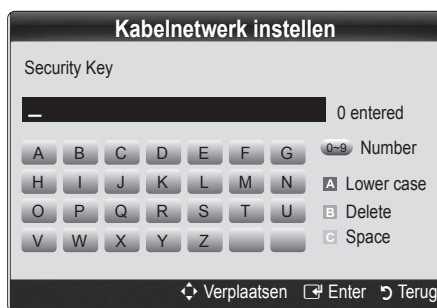 Kabelnetwerk instellen
Security Key
_ 0 entered
A B C D E F G 0~9 Number
H I J K L M N A Lower case
O P Q R S T U B Delete
V W X Y Z C Space
Verplaatsen Enter Terug